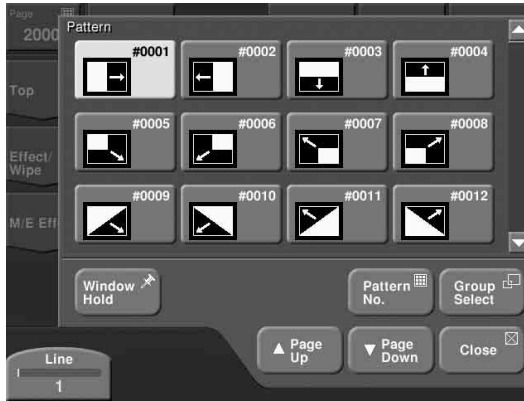 Page
2000
Pattern
#0001
#0002
#0003
#0004
Top
#0005
#0006
#0007
#0008
Effect/
Wipe
#0009
#0010
#0011
#0012
M/E Eff
Window
Hold
Pattern
No.
Group
Select
Page
Up
Page
Down
Close
Line
1